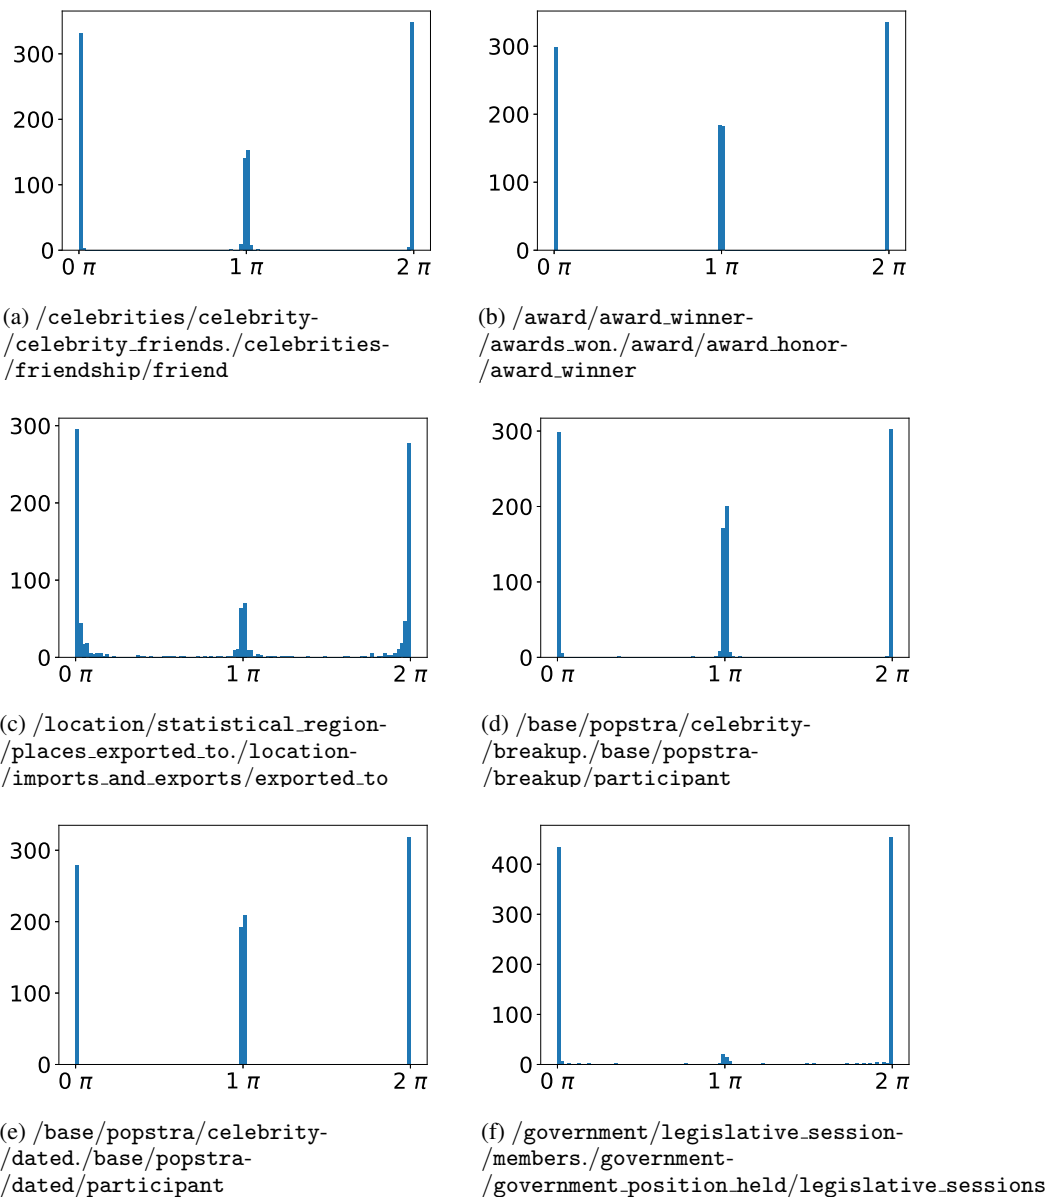 300
200
100
0
0 π
1 π
2 π
300
200
100
0
0 π
1 π
2 π
(a) /celebrities/celebrity-
/celebrity_friends./celebrities-
/friendship/friend
(b) /award/award_winner-
/awards_won./award/award_honor-
/award_winner
300
200
100
0
0 π
1 π
2 π
300
200
100
0
0 π
1 π
2 π
(c) /location/statistical_region-
/places_exported_to./location-
/imports_and_exports/exported_to
(d) /base/popstra/celebrity-
/breakup./base/popstra-
/breakup/participant
300
200
100
0
0 π
1 π
2 π
400
300
200
100
0
0 π
1 π
2 π
(e) /base/popstra/celebrity-
/dated./base/popstra-
/dated/participant
(f) /government/legislative_session-
/members./government-
/government_position_held/legislative_sessions